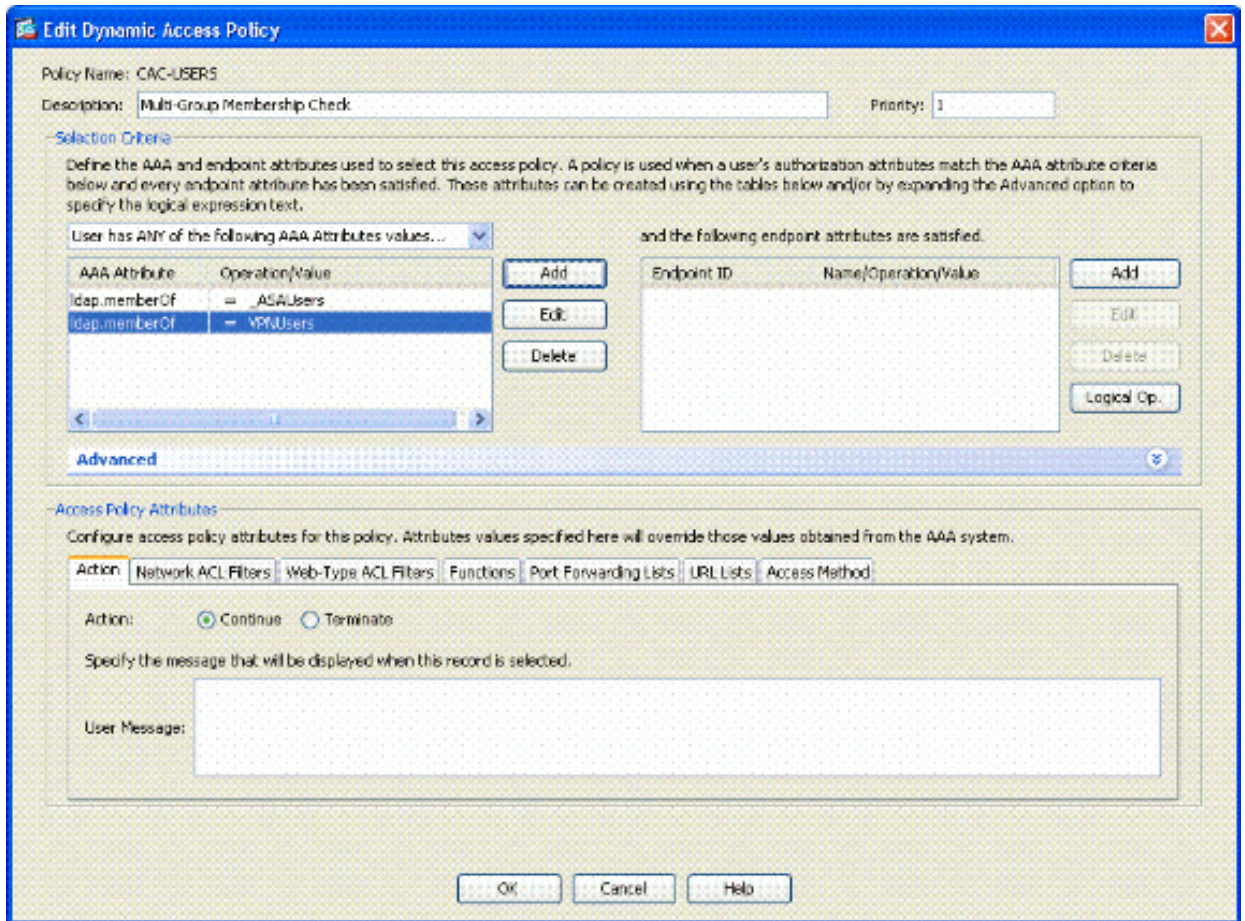 Edit Dynamic Access Policy
Policy Name: CAC-USERS
Description: Multi-Group Membership Check Priority: 1
Selection Criteria
Define the AAA and endpoint attributes used to select this access policy. A policy is used when a user's authorization attributes match the AAA attribute criteria
below and every endpoint attribute has been satisfied. These attributes can be created using the tables below and/or by expanding the Advanced option to
specify the logical expression text.
User has ANY of the following AAA Attributes values... and the following endpoint attributes are satisfied.
AAA Attribute Operation/Value Add Endpoint ID Name/Operation/Value Add
ldap.memberOf = _ASAUsers
ldap.memberOf = VPNUsers Edit Edit
Delete Delete
Logical Op.
Advanced
Access Policy Attributes
Configure access policy attributes for this policy. Attributes values specified here will override those values obtained from the AAA system.
Action Network ACL Filters Web-Type ACL Filters Functions Port Forwarding Lists URL Lists Access Method
Action: Continue Terminate
Specify the message that will be displayed when this record is selected.
User Message:
OK Cancel Help